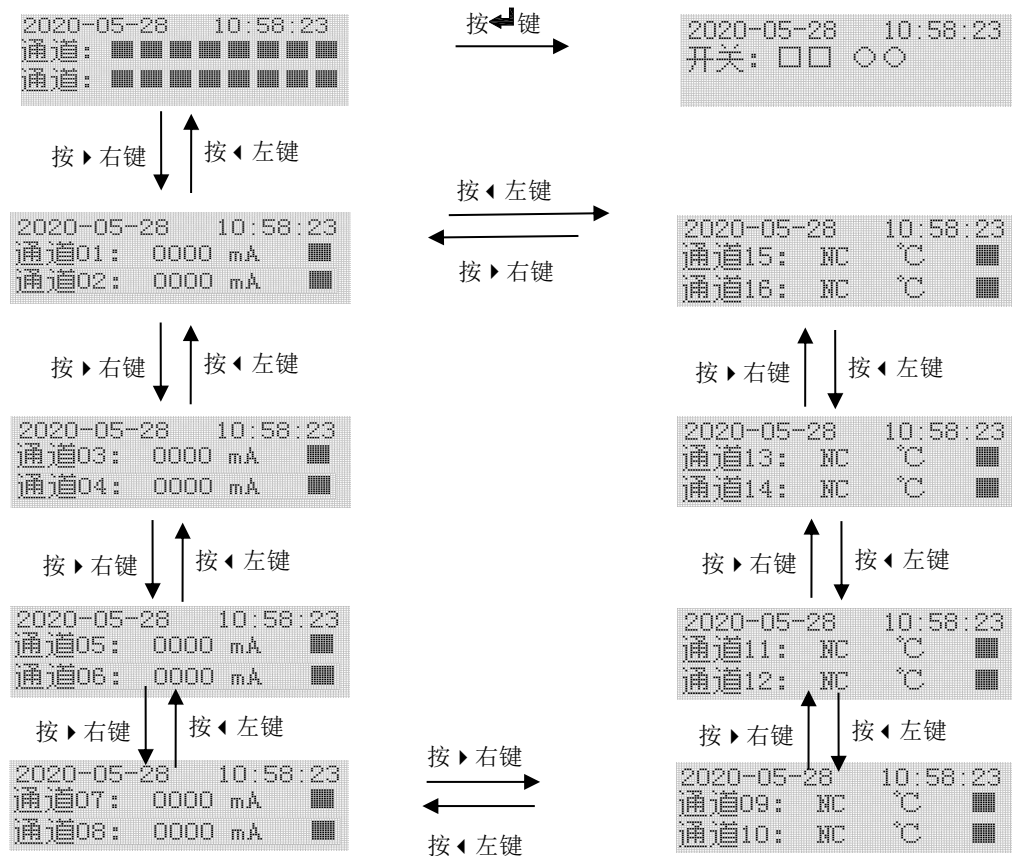 2020-05-28 10:58:23
通道: ■■■■■■■■
通道: ■■■■■■■■
按↵键
2020-05-28 10:58:23
开关: □□ ○○
按▶右键 按◀左键
2020-05-28 10:58:23
通道01: 0000 mA ■
通道02: 0000 mA ■
按◀左键
按▶右键
2020-05-28 10:58:23
通道15: NC ℃ ■
通道16: NC ℃ ■
按▶右键 按◀左键
按▶右键 按◀左键
2020-05-28 10:58:23
通道03: 0000 mA ■
通道04: 0000 mA ■
2020-05-28 10:58:23
通道13: NC ℃ ■
通道14: NC ℃ ■
按▶右键 按◀左键
按▶右键 按◀左键
2020-05-28 10:58:23
通道05: 0000 mA ■
通道06: 0000 mA ■
2020-05-28 10:58:23
通道11: NC ℃ ■
通道12: NC ℃ ■
按▶右键 按◀左键
按▶右键 按◀左键
2020-05-28 10:58:23
通道07: 0000 mA ■
通道08: 0000 mA ■
按▶右键
按◀左键
2020-05-28 10:58:23
通道09: NC ℃ ■
通道10: NC ℃ ■